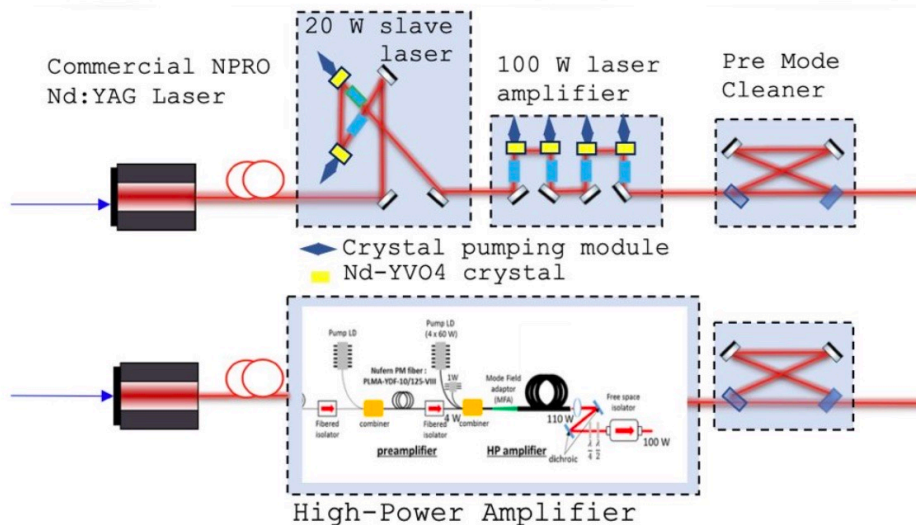 20 W slave
laser
Commercial NPRO
Nd:YAG Laser
100 W laser
amplifier
Pre Mode
Cleaner
Crystal pumping module
Nd-YVO4 crystal
Pump LD
Pump LD
(4 x 60 W)
Nufern PM fiber :
PLMA-YDF-10/125-VIII
1W
Mode Field
adaptor
(MFA)
Free space
isolator
Fibered
isolator
combiner
Fibered
isolator
4 W
combiner
110 W
100 W
dichroic
preamplifier
HP amplifier
High-Power Amplifier